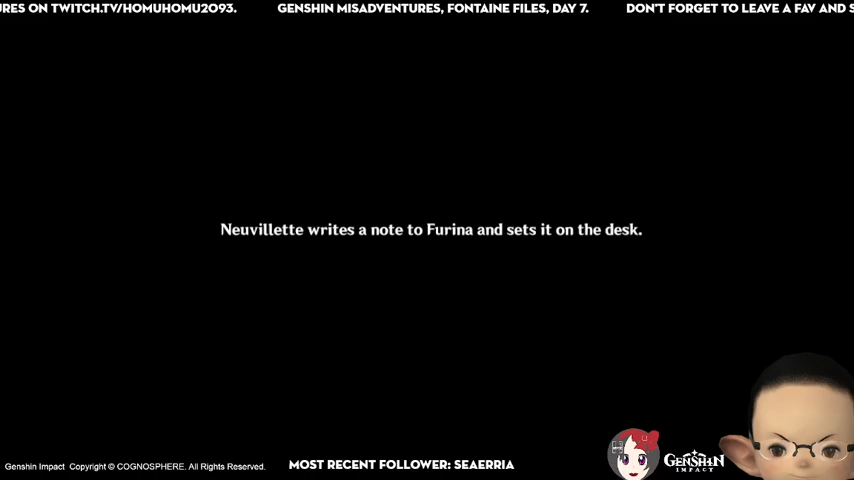 URES ON TWITCH.TV/HOMUHOMU2093. GENSHIN MISADVENTURES, FONTAINE FILES, DAY 7. DON'T FORGET TO LEAVE A FAV AND S
Neuvillette writes a note to Furina and sets it on the desk.
GENSHIN
IMPACT
Genshin Impact Copyright © COGNOSPHERE. All Rights Reserved. MOST RECENT FOLLOWER: SEAERRIA